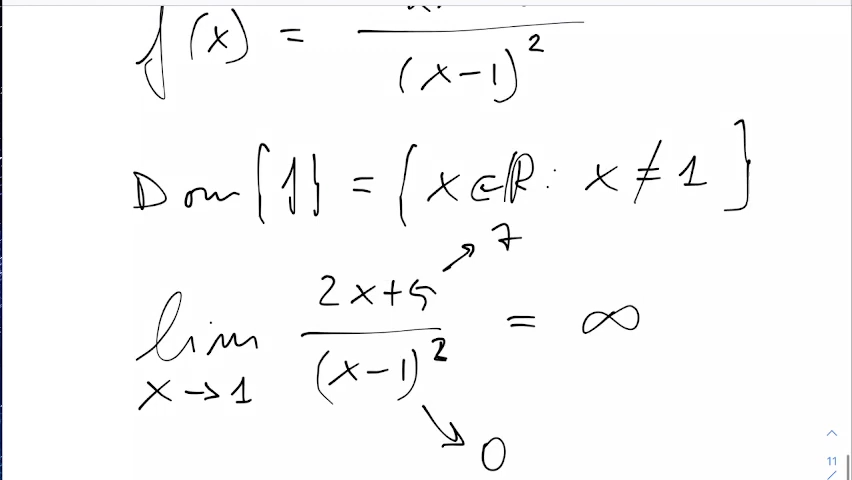 f(x) =
(x-1)²
Dom{f} = {x∈ℝ: x≠1}
7
2x+5
lim = ∞
(x-1)²
x→1
0
11